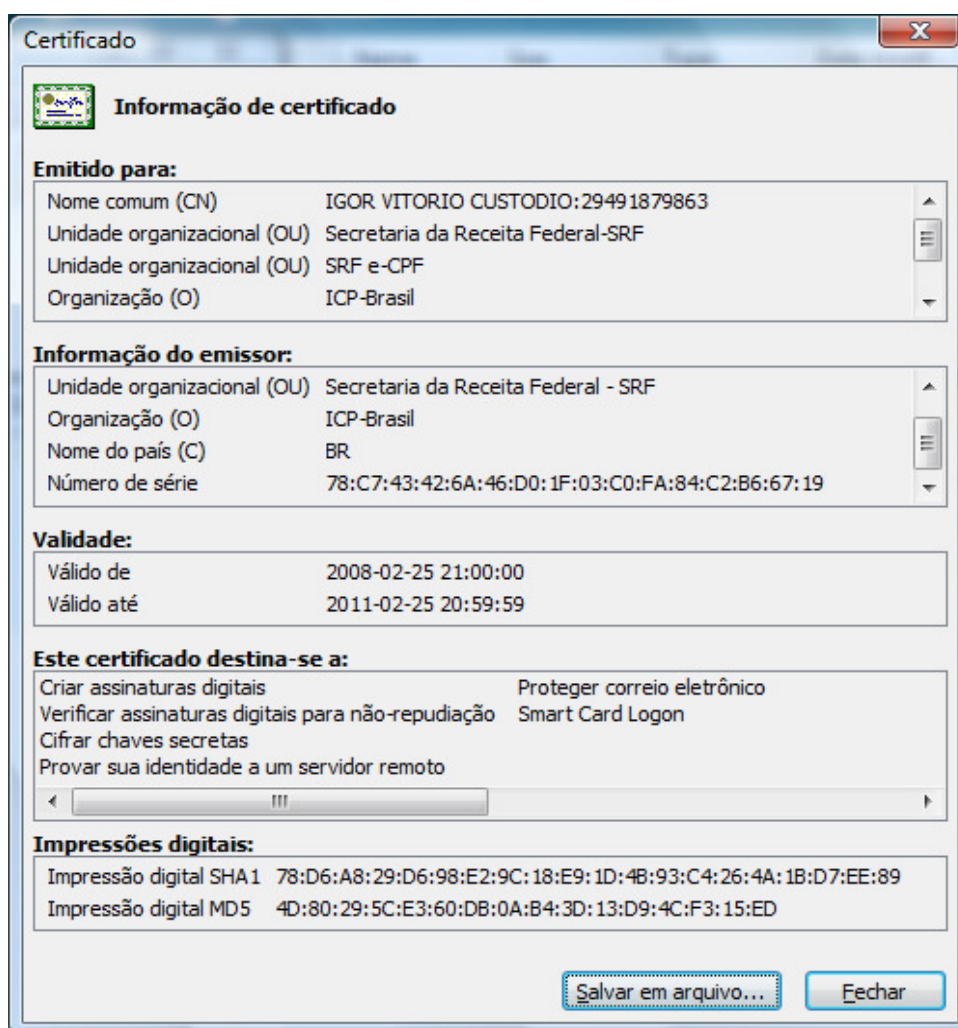 Certificado
Informação de certificado
Emitido para:
Nome comum (CN) IGOR VITORIO CUSTODIO:29491879863
Unidade organizacional (OU) Secretaria da Receita Federal-SRF
Unidade organizacional (OU) SRF e-CPF
Organização (O) ICP-Brasil
Informação do emissor:
Unidade organizacional (OU) Secretaria da Receita Federal - SRF
Organização (O) ICP-Brasil
Nome do país (C) BR
Número de série 78:C7:43:42:6A:46:D0:1F:03:C0:FA:84:C2:B6:67:19
Validade:
Válido de 2008-02-25 21:00:00
Válido até 2011-02-25 20:59:59
Este certificado destina-se a:
Criar assinaturas digitais Proteger correio eletrônico
Verificar assinaturas digitais para não-repudiação Smart Card Logon
Cifrar chaves secretas
Provar sua identidade a um servidor remoto
Impressões digitais:
Impressão digital SHA1 78:D6:A8:29:D6:98:E2:9C:18:E9:1D:4B:93:C4:26:4A:1B:D7:EE:89
Impressão digital MD5 4D:80:29:5C:E3:60:DB:0A:B4:3D:13:D9:4C:F3:15:ED
Salvar em arquivo... Fechar